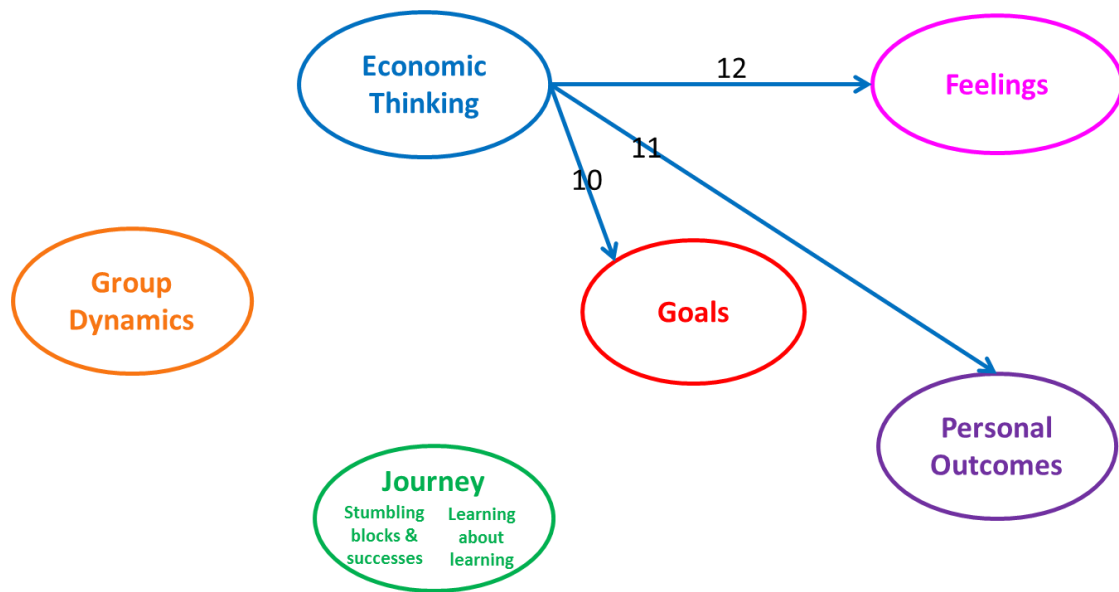 Economic
Thinking
12
Feelings
11
10
Group
Dynamics
Goals
Personal
Outcomes
Journey
Stumbling
blocks &
successes
Learning
about
learning